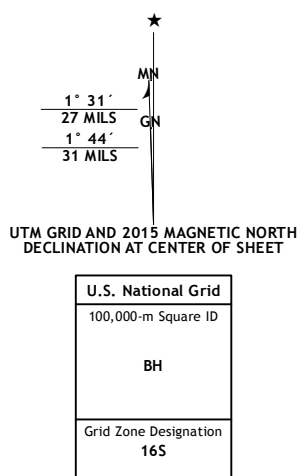 ★
MN
1° 31´
27 MILS
GN
1° 44´
31 MILS
UTM GRID AND 2015 MAGNETIC NORTH
DECLINATION AT CENTER OF SHEET
U.S. National Grid
100,000-m Square ID
BH
Grid Zone Designation
16S